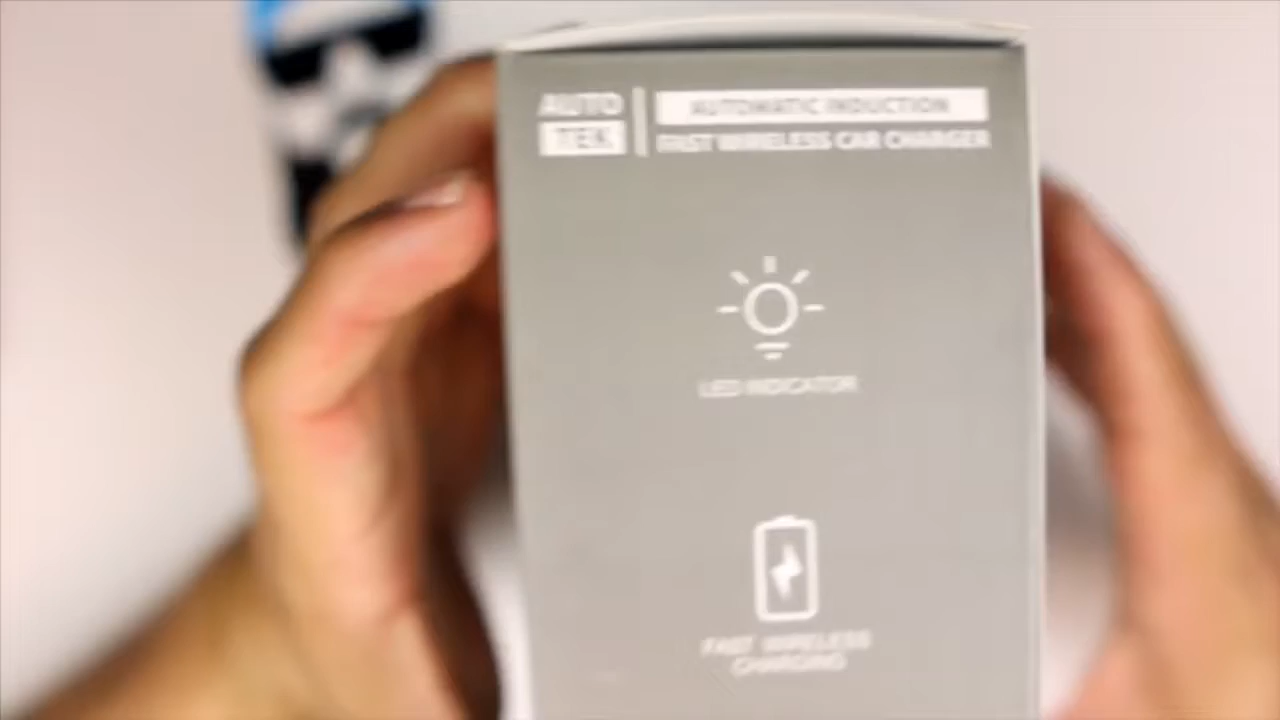 AUTO
TEK
AUTOMATIC INDUCTION
FAST WIRELESS CAR CHARGER
LED INDICATOR
FAST WIRELESS
CHARGING